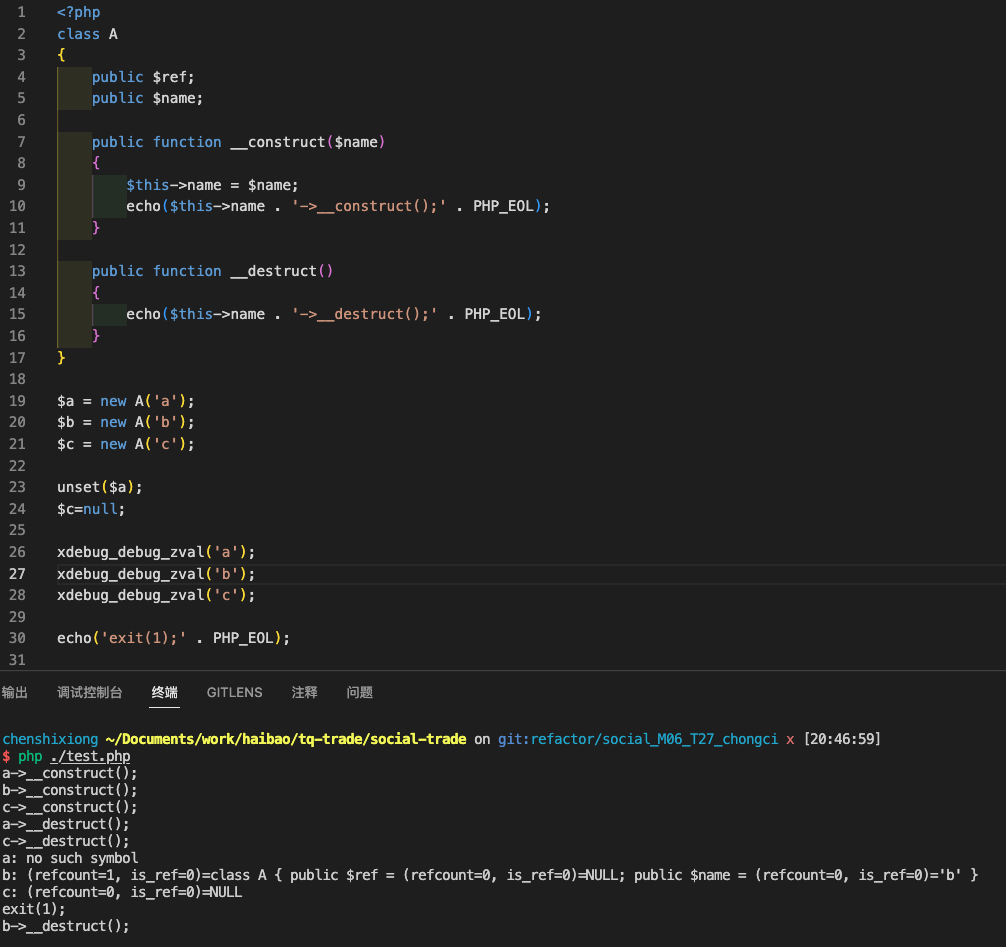 1 <?php
2 class A
3 {
4     public $ref;
5     public $name;
6
7     public function __construct($name)
8     {
9         $this->name = $name;
10         echo($this->name . '->__construct();' . PHP_EOL);
11     }
12
13     public function __destruct()
14     {
15         echo($this->name . '->__destruct();' . PHP_EOL);
16     }
17 }
18
19 $a = new A('a');
20 $b = new A('b');
21 $c = new A('c');
22
23 unset($a);
24 $c=null;
25
26 xdebug_debug_zval('a');
27 xdebug_debug_zval('b');
28 xdebug_debug_zval('c');
29
30 echo('exit(1);' . PHP_EOL);
31
输出 调试控制台 终端 GITLENS 注释 问题
chenshixiong ~/Documents/work/haibao/tq-trade/social-trade on git:refactor/social_M06_T27_chongci x [20:46:59]
$ php ./test.php
a->__construct();
b->__construct();
c->__construct();
a->__destruct();
c->__destruct();
a: no such symbol
b: (refcount=1, is_ref=0)=class A { public $ref = (refcount=0, is_ref=0)=NULL; public $name = (refcount=0, is_ref=0)='b' }
c: (refcount=0, is_ref=0)=NULL
exit(1);
b->__destruct();